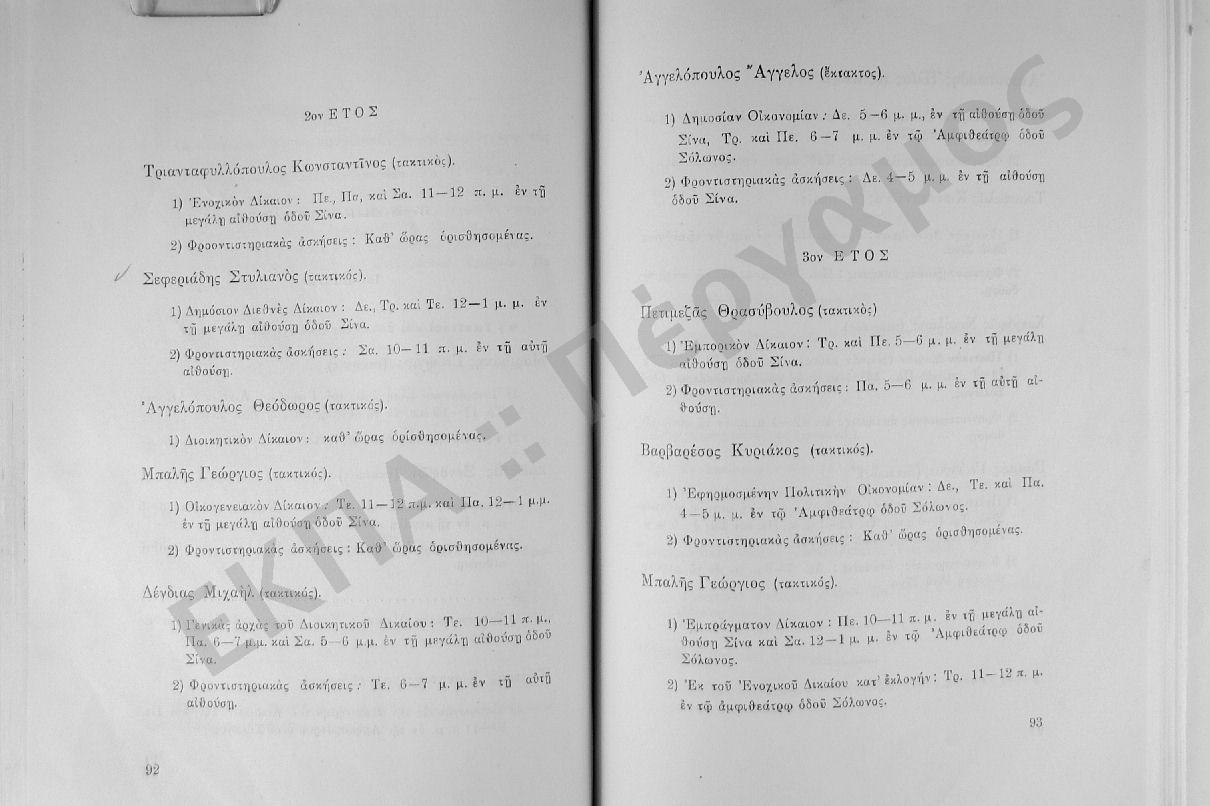 2ον ΕΤΟΣ
Τριανταφυλλόπουλος Κωνσταντῖνος (τακτικὸς).
1) Ἐνοχικὸν Δίκαιον : Πε., Πα, καὶ Σα. 11—12 π. μ. ἐν τῇ
μεγάλῃ αἰθούσῃ ὁδοῦ Σίνα.
2) Φροοντιστηριακὰς ἀσκήσεις : Καθ’ ὥρας ὁρισθησομένας.
Σεφεριάδης Στυλιανὸς (τακτικός).
1) Δημόσιον Διεθνὲς Δίκαιον : Δε., Τρ. καὶ Τε. 12—1 μ. μ. ἐν
τῇ μεγάλῃ αἰθούσῃ ὁδοῦ Σίνα.
2) Φροντιστηριακὰς ἀσκήσεις : Σα. 10—11 π. μ. ἐν τῇ αὐτῇ
αἰθούσῃ.
Ἀγγελόπουλος Θεόδωρος (τακτικός).
1) Διοικητικὸν Δίκαιον : καθ’ ὥρας ὁρίσθησομένας.
Μπαλῆς Γεώργιος (τακτικός).
1) Οἰκογενειακὸν Δίκαιον : Τε. 11—12 π.μ. καὶ Πα. 12—1 μ.μ.
ἐν τῇ μεγάλῃ αἰθούσῃ ὁδοῦ Σίνα.
2) Φροντιστηριακὰς ἀσκήσεις : Καθ’ ὥρας ὁρισθησομένας.
Δένδιας Μιχαὴλ (τακτικός).
1) Γενικὰς ἀρχὰς τοῦ Διοικητικοῦ Δικαίου : Τε. 10—11 π. μ.,
Πα. 6—7 μ.μ. καὶ Σα. 5—6 μ.μ. ἐν τῇ μεγάλῃ αἰθούσῃ ὁδοῦ
Σίνα.
2) Φροντιστηριακὰς ἀσκήσεις : Τε. 6—7 μ. μ. ἐν τῇ αὐτῇ
αἰθούσῃ.
92
Ἀγγελόπουλος Ἄγγελος (ἔκτακτος).
1) Δημοσίαν Οἰκονομίαν : Δε. 5—6 μ. μ., ἐν τῇ αἰθούσῃ ὁδοῦ
Σίνα, Τρ. καὶ Πε. 6—7 μ. μ. ἐν τῷ Ἀμφιθεάτρῳ ὁδοῦ
Σόλωνος.
2) Φροντιστηριακὰς ἀσκήσεις : Δε. 4—5 μ. μ. ἐν τῇ αἰθούσῃ
ὁδοῦ Σίνα.
3ον ΕΤΟΣ
Πετιμεζᾶς Θρασύβουλος (τακτικὸς)
1) Ἐμπορικὸν Δίκαιον : Τρ. καὶ Πε. 5—6 μ. μ. ἐν τῇ μεγάλῃ
αἰθούσῃ ὁδοῦ Σίνα.
2) Φροντιστηριακὰς ἀσκήσεις : Πα. 5—6 μ. μ. ἐν τῇ αὐτῇ αἰ-
θούσῃ.
Βαρβαρέσος Κυριάκος (τακτικός).
1) Ἐφηρμοσμένην Πολιτικὴν Οἰκονομίαν : Δε., Τε. καὶ Πα.
4—5 μ. μ. ἐν τῷ Ἀμφιθεάτρῳ ὁδοῦ Σόλωνος.
2) Φροντιστηριακὰς ἀσκήσεις : Καθ’ ὥρας ὁρισθησομένας.
Μπαλῆς Γεώργιος (τακτικός).
1) Ἐμπράγματον Δίκαιον : Πε. 10—11 π. μ. ἐν τῇ μεγάλῃ αἰ-
θούσῃ Σίνα καὶ Σα. 12—1 μ. μ. ἐν τῷ Ἀμφιθεάτρῳ ὁδοῦ
Σόλωνος.
2) Ἐκ τοῦ Ἐνοχικοῦ Δικαίου κατ’ ἐκλογήν : Τρ. 11—12 π. μ.
ἐν τῷ ἀμφιθεάτρῳ ὁδοῦ Σόλωνος.
93
ΕΚΠΑ :: Πέργαμος